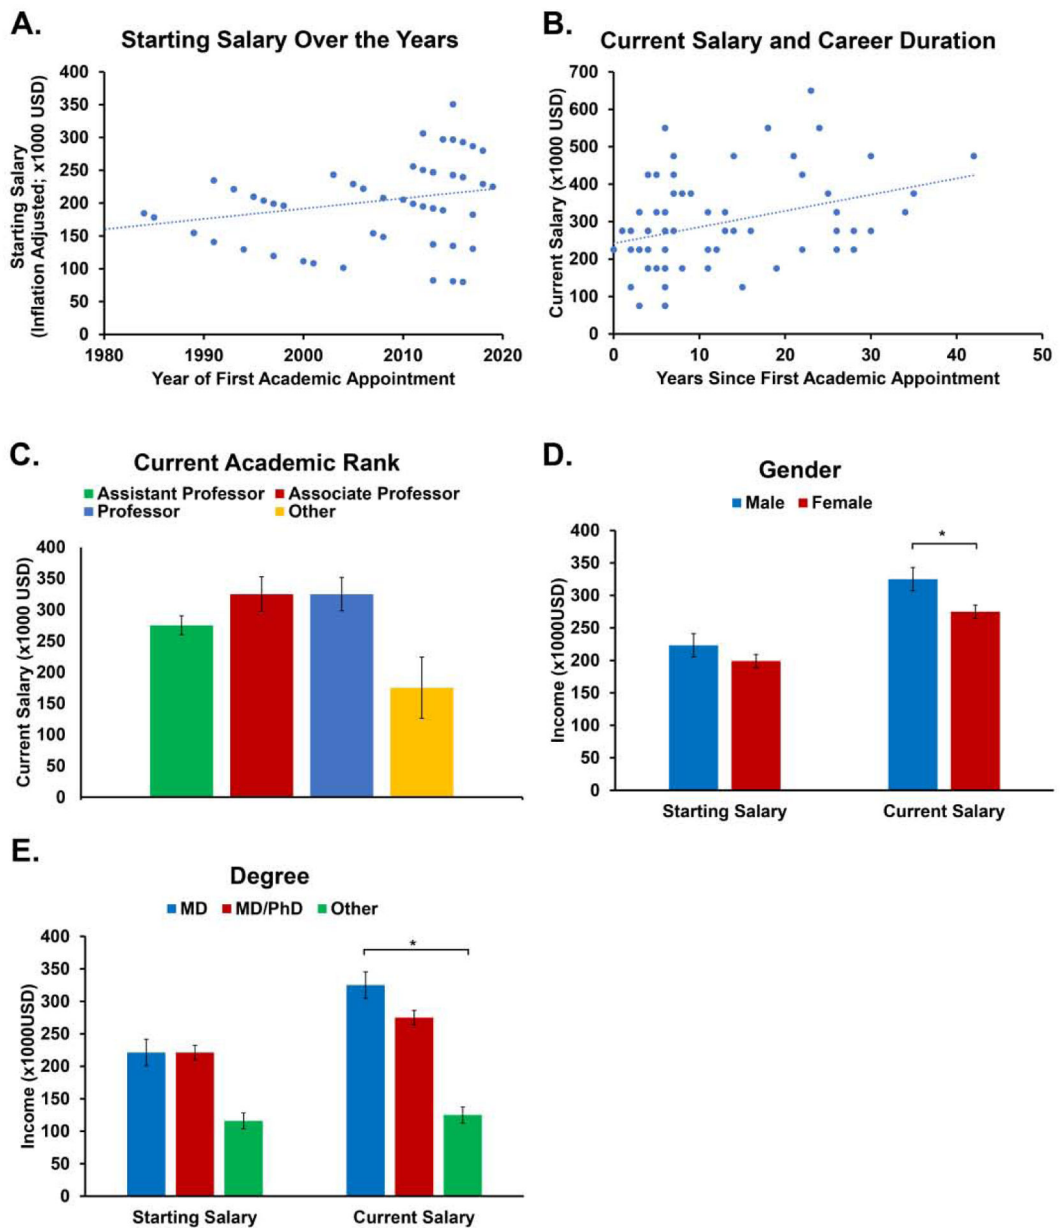 A.
Starting Salary Over the Years
Starting Salary
(Inflation Adjusted; x1000 USD)
400
350
300
250
200
150
100
50
0
1980 1990 2000 2010 2020
Year of First Academic Appointment
B.
Current Salary and Career Duration
Current Salary (x1000 USD)
700
600
500
400
300
200
100
0
0 10 20 30 40 50
Years Since First Academic Appointment
C.
Current Academic Rank
Assistant Professor Associate Professor
Professor Other
Current Salary (x1000 USD)
400
350
300
250
200
150
100
50
0
D.
Gender
Male Female
Income (x1000USD)
400
350
300
250
200
150
100
50
0
*
Starting Salary Current Salary
E.
Degree
MD MD/PhD Other
Income (x1000USD)
400
350
300
250
200
150
100
50
0
*
Starting Salary Current Salary